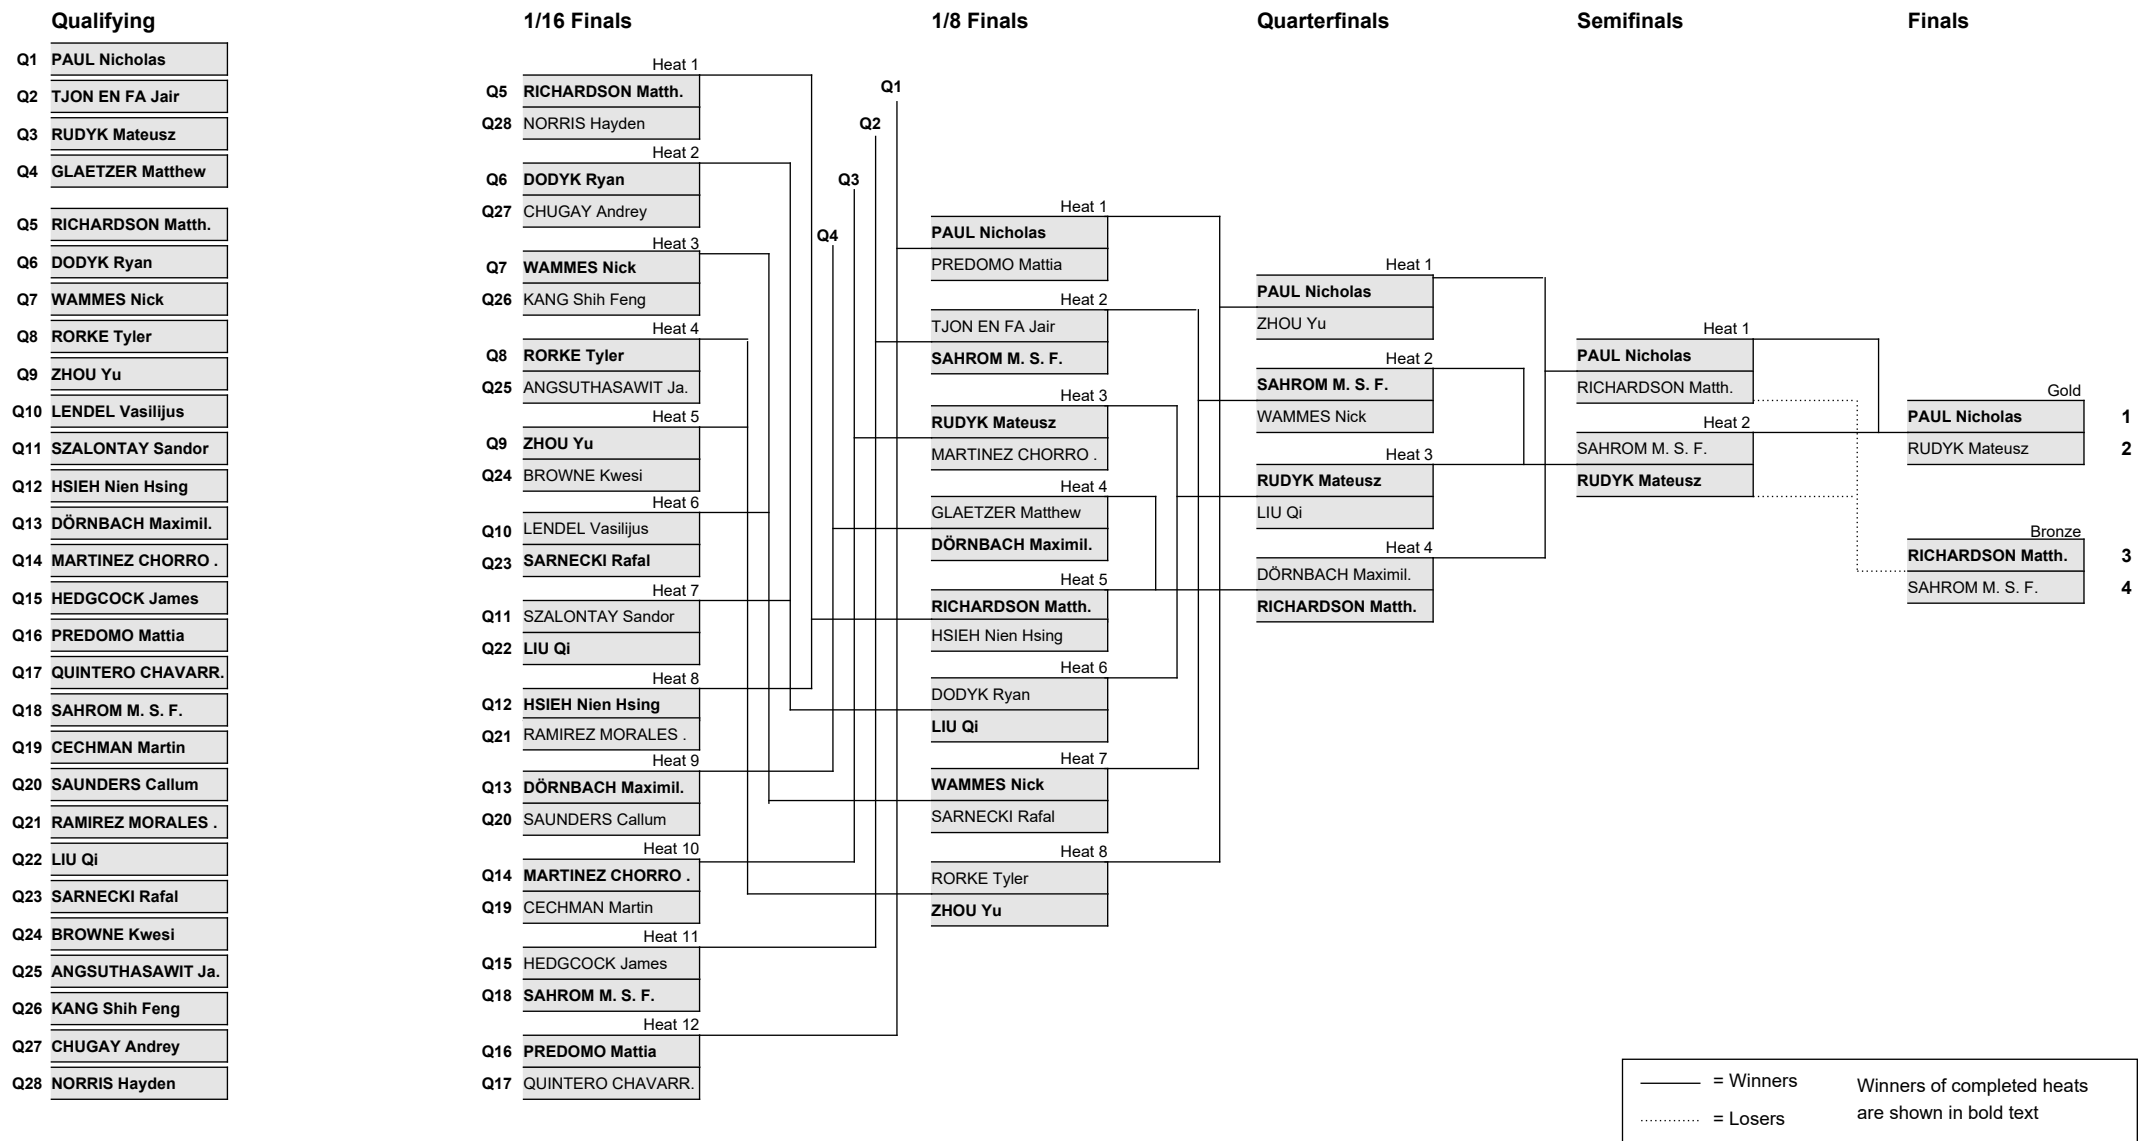 Qualifying
Q1 PAUL Nicholas
Q2 TJON EN FA Jair
Q3 RUDYK Mateusz
Q4 GLAETZER Matthew
Q5 RICHARDSON Matth.
Q6 DODYK Ryan
Q7 WAMMES Nick
Q8 RORKE Tyler
Q9 ZHOU Yu
Q10 LENDEL Vasilijus
Q11 SZALONTAY Sandor
Q12 HSIEH Nien Hsing
Q13 DÖRNBACH Maximil.
Q14 MARTINEZ CHORRO .
Q15 HEDGCOCK James
Q16 PREDOMO Mattia
Q17 QUINTERO CHAVARR.
Q18 SAHROM M. S. F.
Q19 CECHMAN Martin
Q20 SAUNDERS Callum
Q21 RAMIREZ MORALES .
Q22 LIU Qi
Q23 SARNECKI Rafal
Q24 BROWNE Kwesi
Q25 ANGSUTHASAWIT Ja.
Q26 KANG Shih Feng
Q27 CHUGAY Andrey
Q28 NORRIS Hayden
1/16 Finals
Heat 1
Q5 RICHARDSON Matth.
Q28 NORRIS Hayden
Heat 2
Q6 DODYK Ryan
Q27 CHUGAY Andrey
Heat 3
Q7 WAMMES Nick
Q26 KANG Shih Feng
Heat 4
Q8 RORKE Tyler
Q25 ANGSUTHASAWIT Ja.
Heat 5
Q9 ZHOU Yu
Q24 BROWNE Kwesi
Heat 6
Q10 LENDEL Vasilijus
Q23 SARNECKI Rafal
Heat 7
Q11 SZALONTAY Sandor
Q22 LIU Qi
Heat 8
Q12 HSIEH Nien Hsing
Q21 RAMIREZ MORALES .
Heat 9
Q13 DÖRNBACH Maximil.
Q20 SAUNDERS Callum
Heat 10
Q14 MARTINEZ CHORRO .
Q19 CECHMAN Martin
Heat 11
Q15 HEDGCOCK James
Q18 SAHROM M. S. F.
Heat 12
Q16 PREDOMO Mattia
Q17 QUINTERO CHAVARR.
Q1
Q2
Q3
Q4
1/8 Finals
Heat 1
PAUL Nicholas
PREDOMO Mattia
Heat 2
TJON EN FA Jair
SAHROM M. S. F.
Heat 3
RUDYK Mateusz
MARTINEZ CHORRO .
Heat 4
GLAETZER Matthew
DÖRNBACH Maximil.
Heat 5
RICHARDSON Matth.
HSIEH Nien Hsing
Heat 6
DODYK Ryan
LIU Qi
Heat 7
WAMMES Nick
SARNECKI Rafal
Heat 8
RORKE Tyler
ZHOU Yu
Quarterfinals
Heat 1
PAUL Nicholas
ZHOU Yu
Heat 2
SAHROM M. S. F.
WAMMES Nick
Heat 3
RUDYK Mateusz
LIU Qi
Heat 4
DÖRNBACH Maximil.
RICHARDSON Matth.
Semifinals
Heat 1
PAUL Nicholas
RICHARDSON Matth.
Heat 2
SAHROM M. S. F.
RUDYK Mateusz
Finals
Gold
PAUL Nicholas 1
RUDYK Mateusz 2
Bronze
RICHARDSON Matth. 3
SAHROM M. S. F. 4
= Winners
= Losers
Winners of completed heats
are shown in bold text